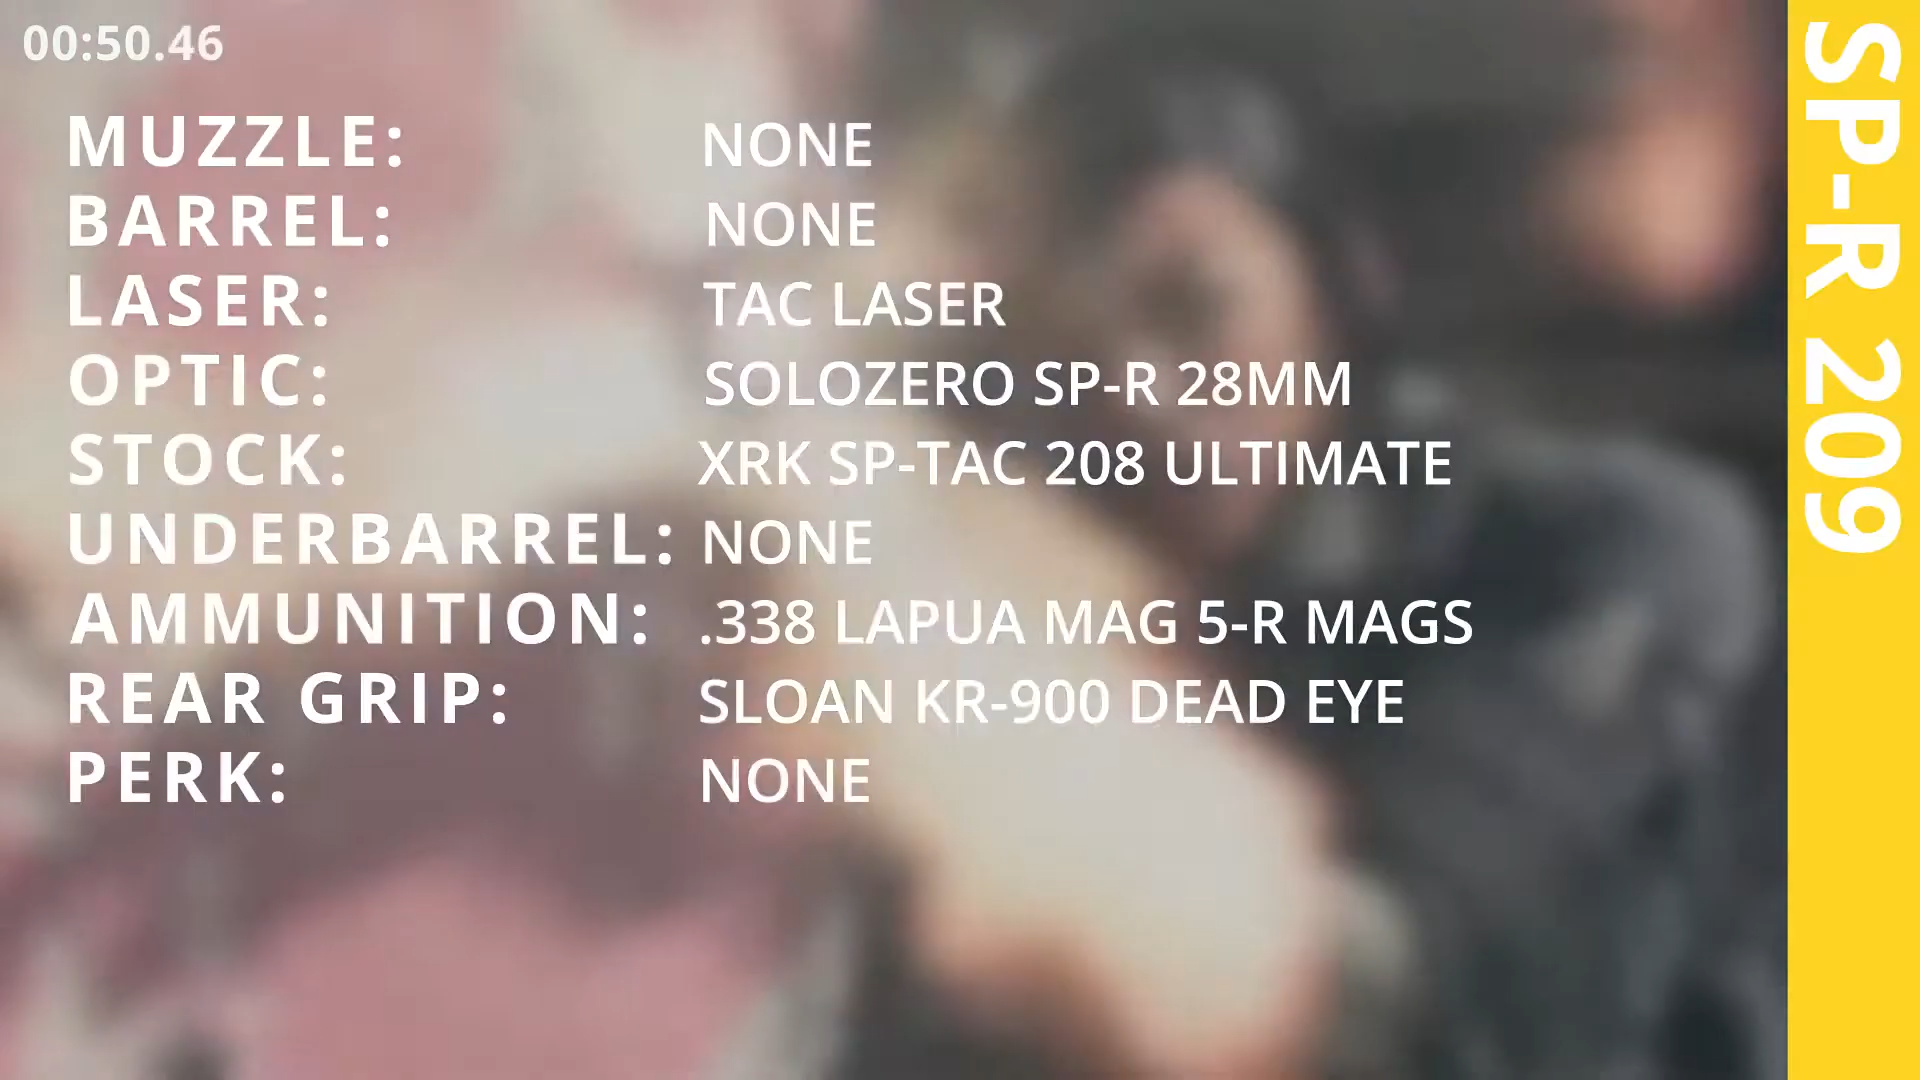 00:50.46
MUZZLE: NONE
BARREL: NONE
LASER: TAC LASER
OPTIC: SOLOZERO SP-R 28MM
STOCK: XRK SP-TAC 208 ULTIMATE
UNDERBARREL: NONE
AMMUNITION: .338 LAPUA MAG 5-R MAGS
REAR GRIP: SLOAN KR-900 DEAD EYE
PERK: NONE
SP-R 209